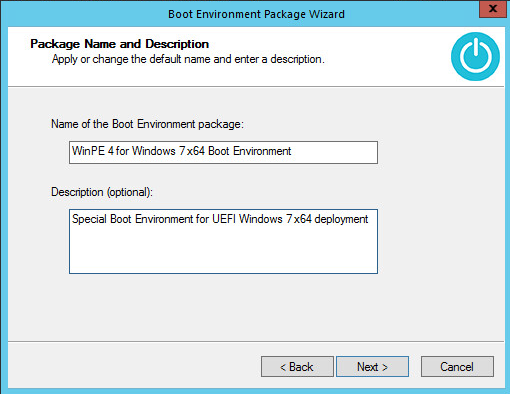 Boot Environment Package Wizard
x
Package Name and Description
Apply or change the default name and enter a description.
Name of the Boot Environment package:
WinPE 4 for Windows 7 x64 Boot Environment
Description (optional):
Special Boot Environment for UEFI Windows 7 x64 deployment
< Back
Next >
Cancel